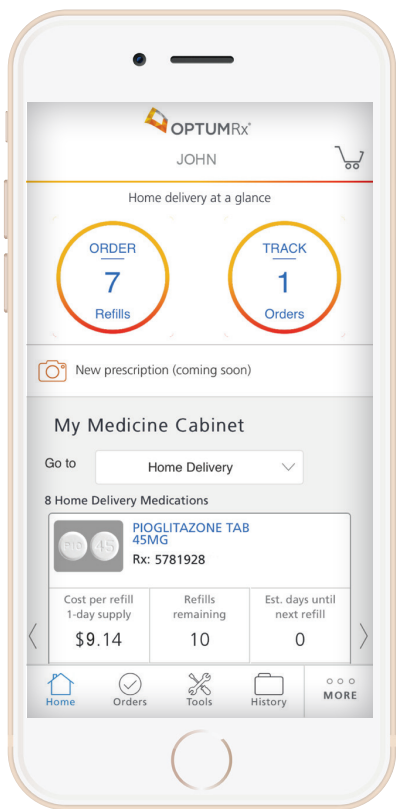 OPTUMRx®
JOHN
Home delivery at a glance
ORDER
7
Refills
TRACK
1
Orders
New prescription (coming soon)
My Medicine Cabinet
Go to
Home Delivery
8 Home Delivery Medications
PIOGLITAZONE TAB
45MG
Rx: 5781928
PIO 45
Cost per refill
1-day supply
$9.14
Refills
remaining
10
Est. days until
next refill
0
Home
Orders
Tools
History
MORE